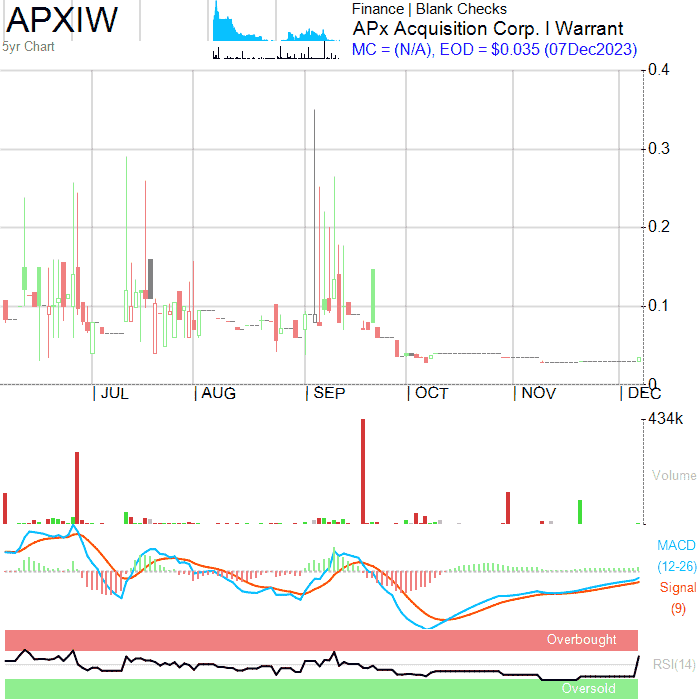 APXIW
5yr Chart
Finance | Blank Checks
APx Acquisition Corp. I Warrant
MC = (N/A), EOD = $0.035 (07Dec2023)
0.4
0.3
0.2
0.1
0
JUL
AUG
SEP
OCT
NOV
DEC
434k
Volume
MACD
(12-26)
Signal
(9)
Overbought
RSI(14)
Oversold